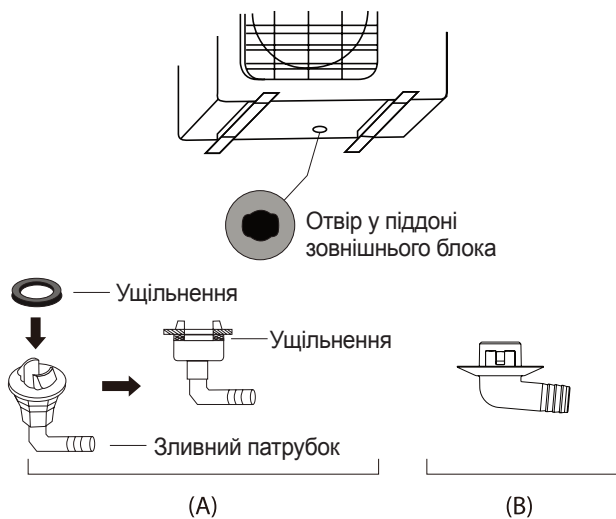 Отвір у піддоні
зовнішнього блока
Ущільнення
Ущільнення
Зливний патрубок
(A)
(B)